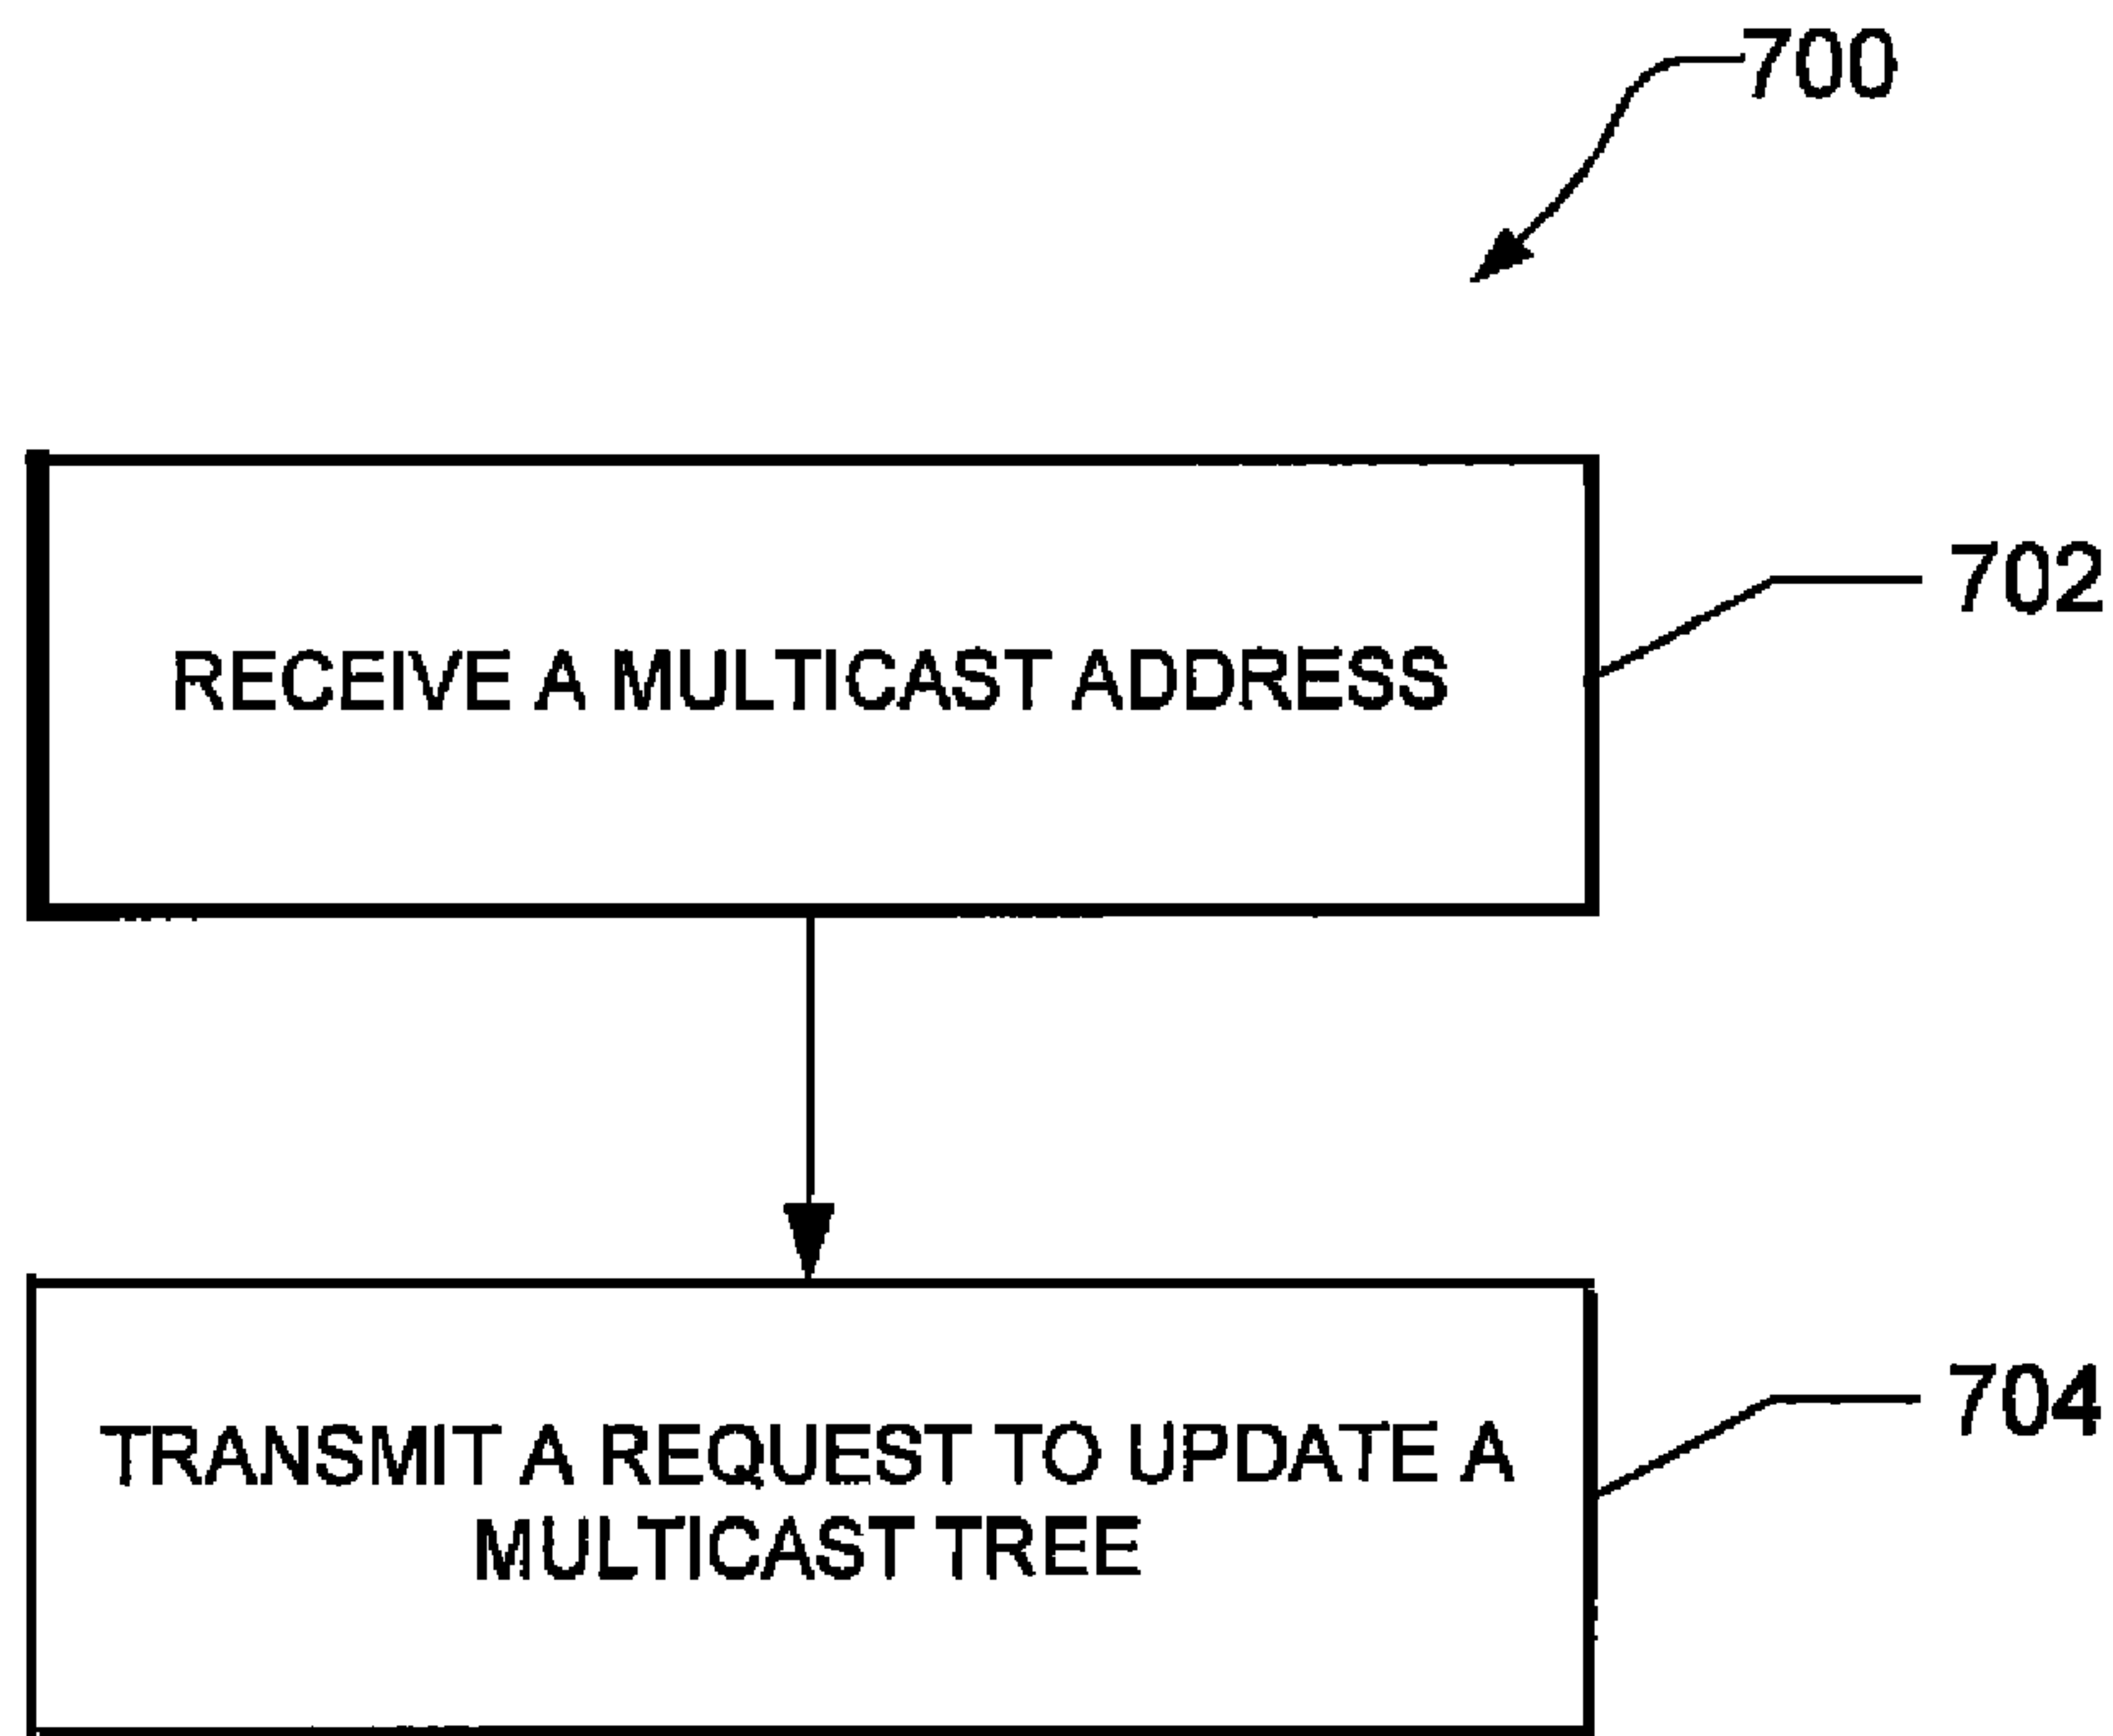 700
RECEIVE A MULTICAST ADDRESS
702
TRANSMIT A REQUEST TO UPDATE A
MULTICAST TREE
704